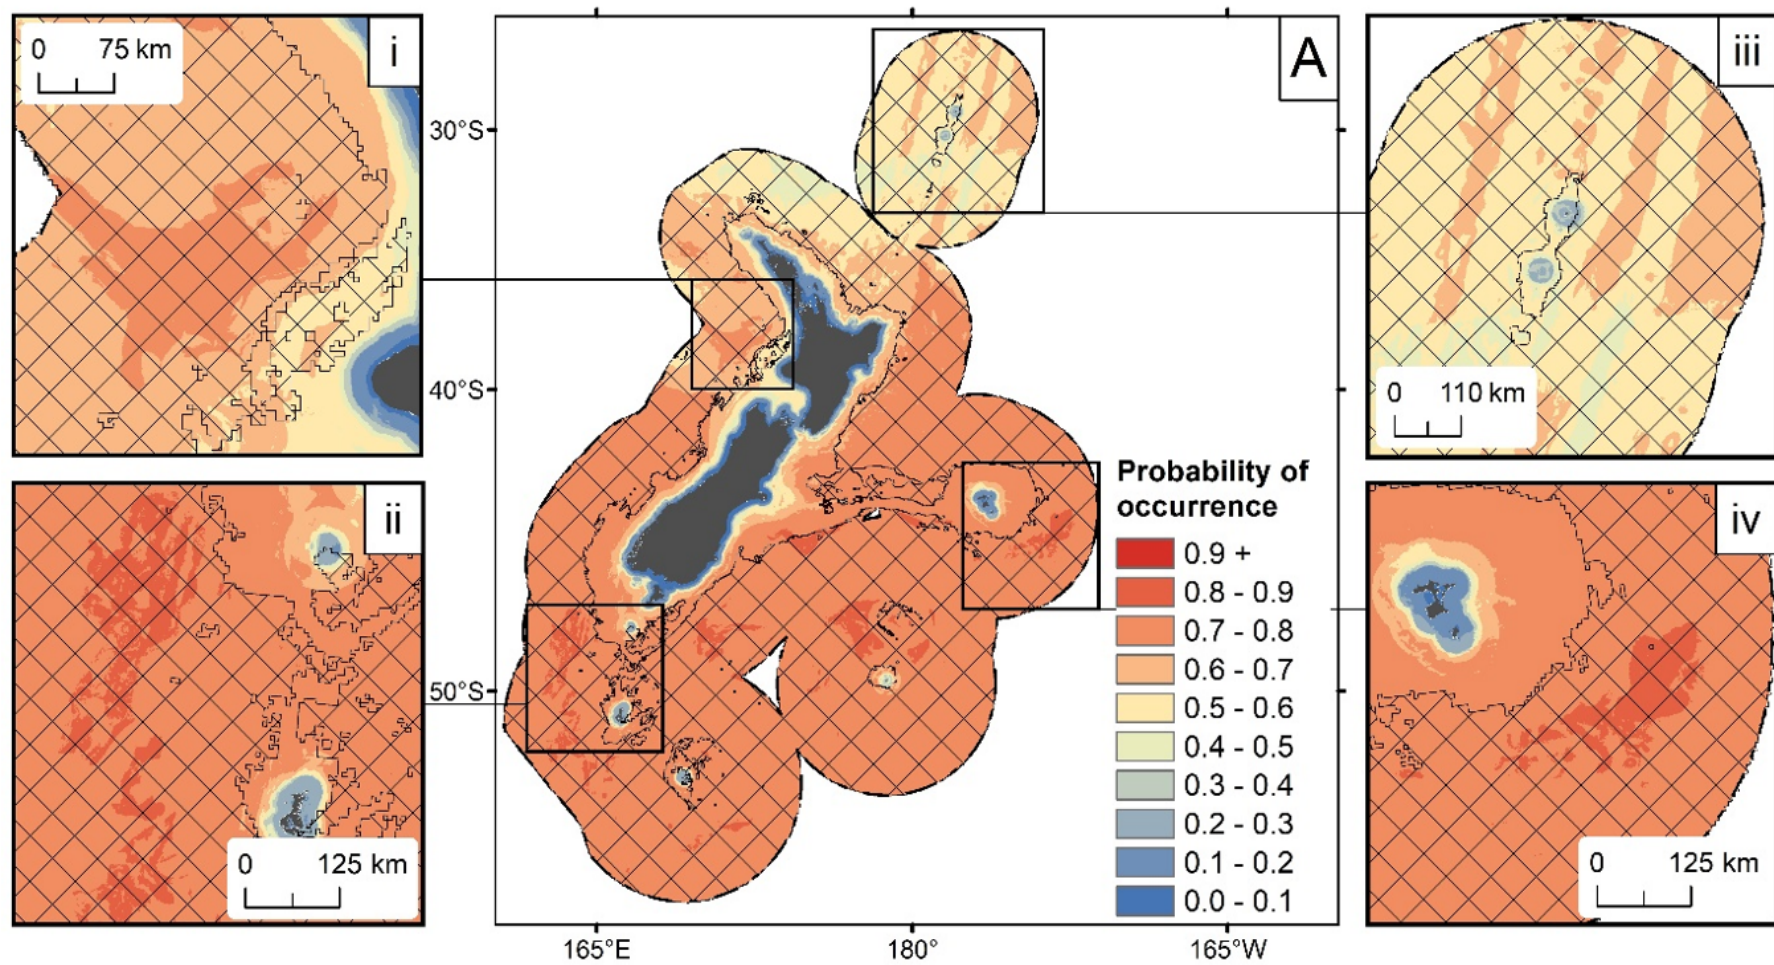 0 75 km
i
A
30°S
40°S
50°S
165°E 180° 165°W
Probability of
occurrence
0.9 +
0.8 - 0.9
0.7 - 0.8
0.6 - 0.7
0.5 - 0.6
0.4 - 0.5
0.3 - 0.4
0.2 - 0.3
0.1 - 0.2
0.0 - 0.1
iii
0 110 km
ii
0 125 km
iv
0 125 km